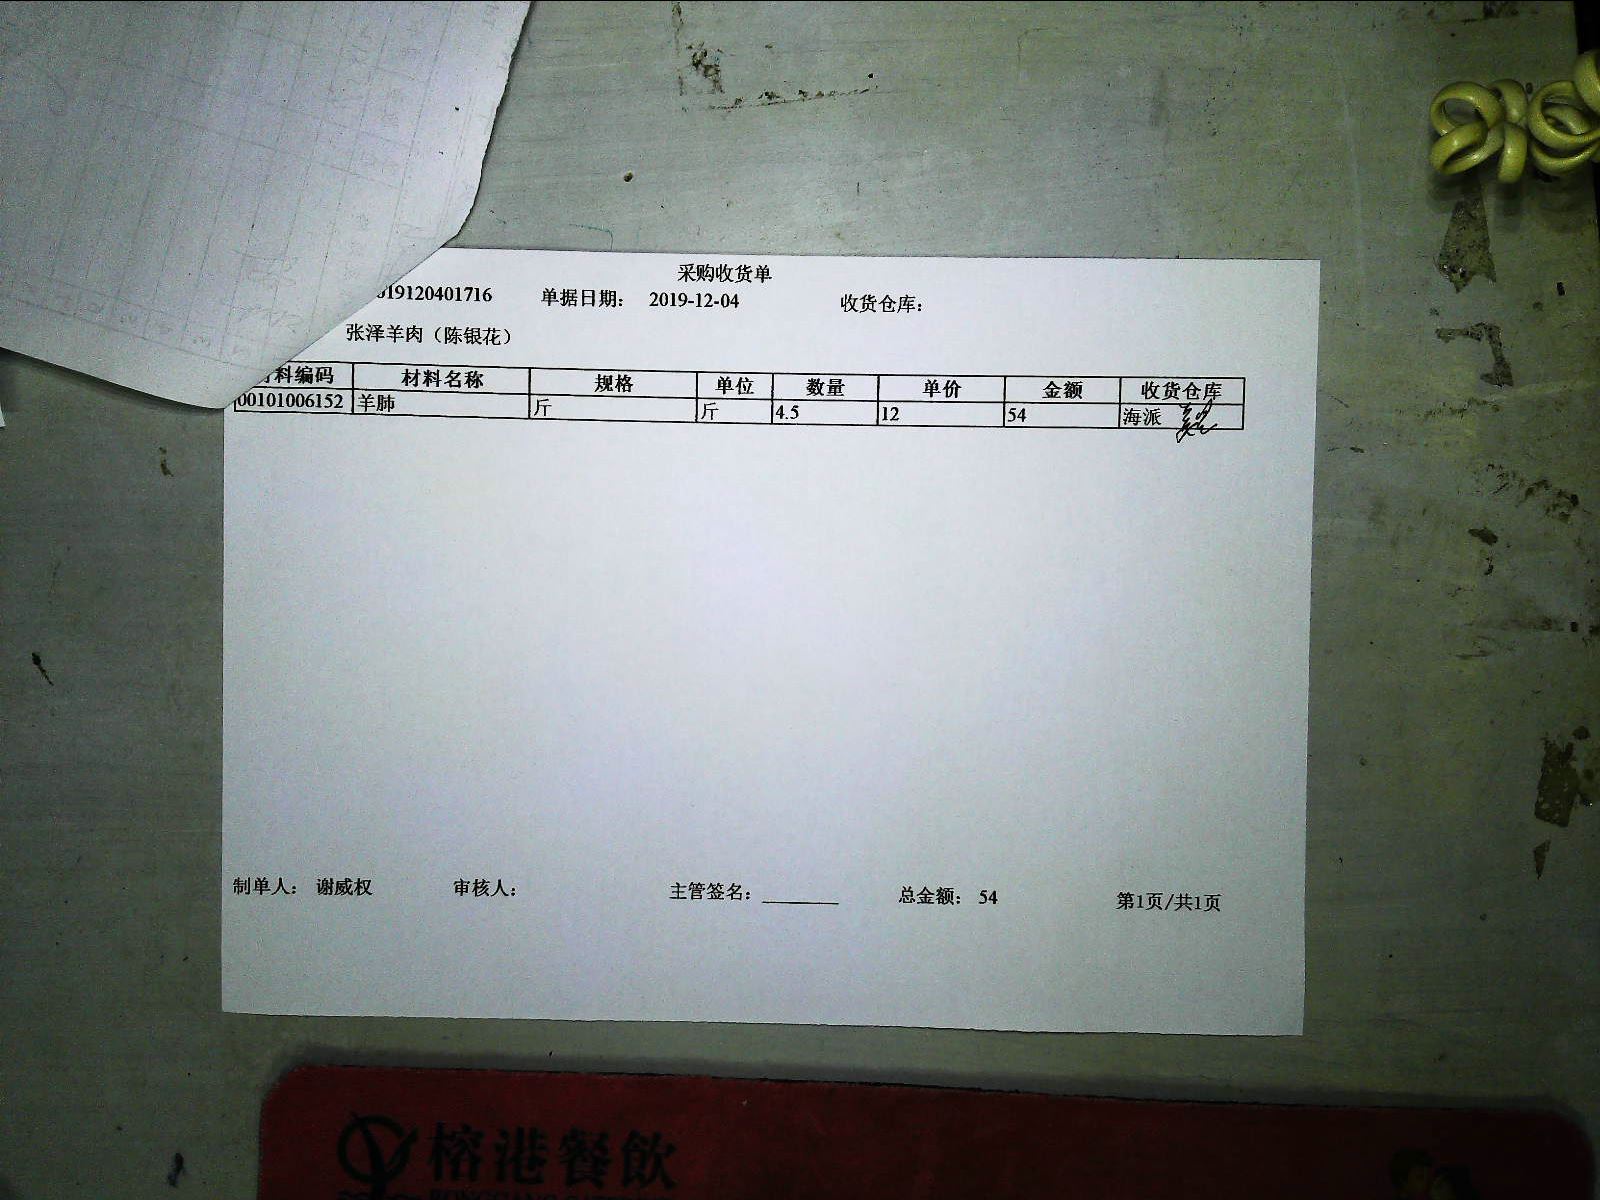 采购收货单
019120401716 单据日期: 2019-12-04 收货仓库:
张泽羊肉(陈银花)
料编码 材料名称 规格 单位 数量 单价 金额 收货仓库
00101006152 羊肺 斤 斤 4.5 12 54 海派
制单人: 谢威权 审核人: 主管签名: 总金额: 54 第1页/共1页
榕港餐飲